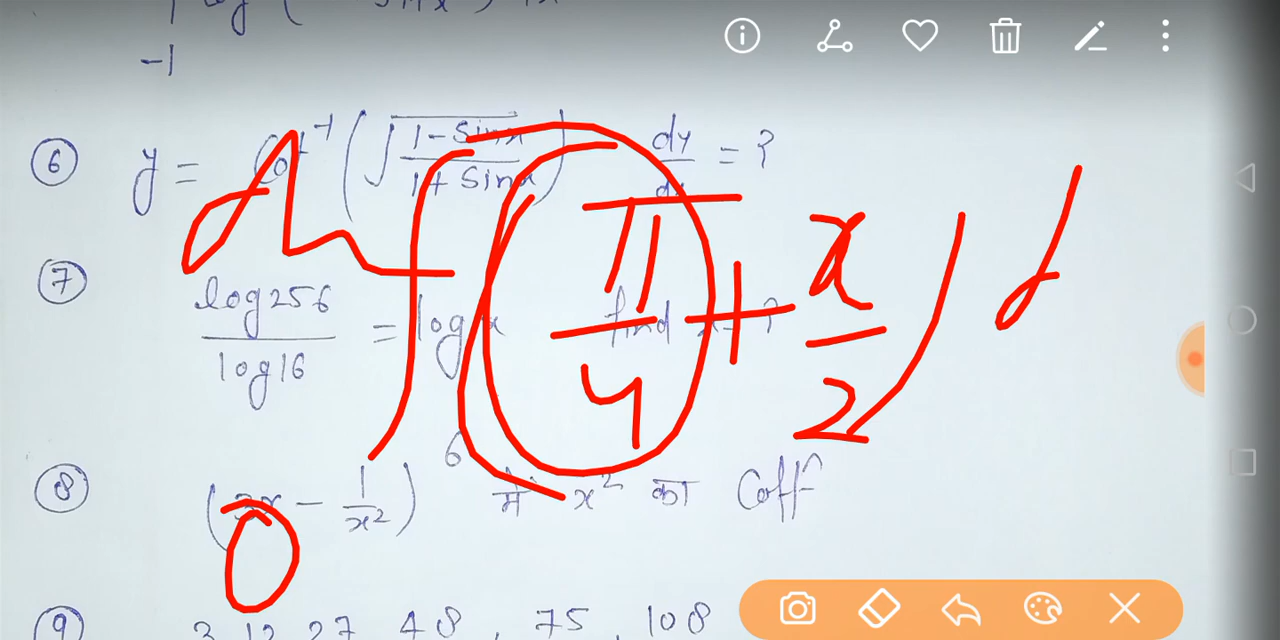 -1
⑥ y = Cot⁻¹ (√(1 - Sinx / 1 + Sinx)) dy/dx = ?
⑦ log256 / log16 = log x find x = ?
⑧ ( x - 1/x²)⁶ में x² का Coff^
π/4 + x/2) d
0
⑨ 3, 12, 27, 48, 75, 108